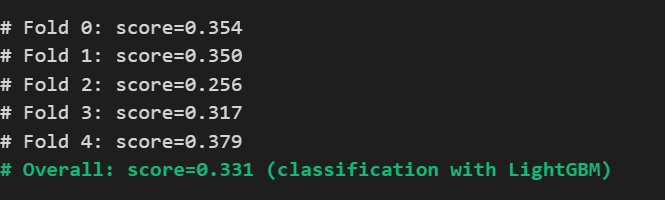 # Fold 0: score=0.354
# Fold 1: score=0.350
# Fold 2: score=0.256
# Fold 3: score=0.317
# Fold 4: score=0.379
# Overall: score=0.331 (classification with LightGBM)